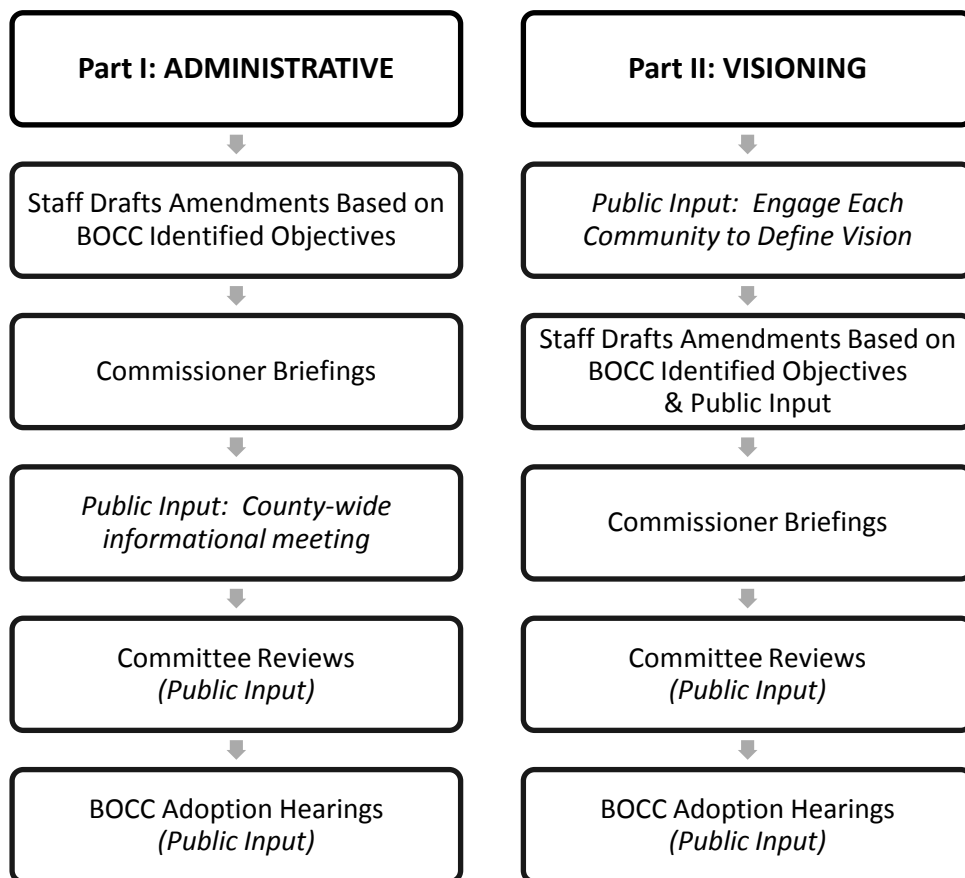 Part I: ADMINISTRATIVE
Staff Drafts Amendments Based on
BOCC Identified Objectives
Commissioner Briefings
Public Input:  County-wide
informational meeting
Committee Reviews
(Public Input)
BOCC Adoption Hearings
(Public Input)
Part II: VISIONING
Public Input:  Engage Each
Community to Define Vision
Staff Drafts Amendments Based on
BOCC Identified Objectives
& Public Input
Commissioner Briefings
Committee Reviews
(Public Input)
BOCC Adoption Hearings
(Public Input)